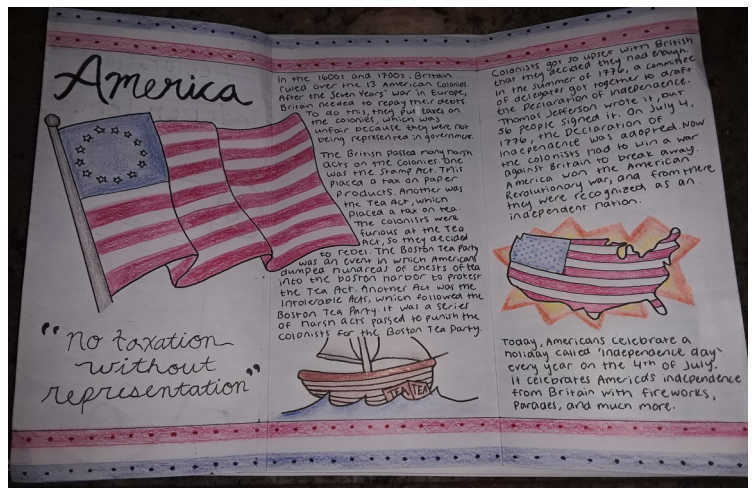 America
"no taxation
without
representation"
In the 1600s and 1700s, Britain
ruled over the 13 American Colonies.
After the Seven Years' War in Europe,
Britain needed to repay their debts.
To do this, they put taxes on
the colonies, which was
unfair because they were not
being represented in government.
The British passed many harsh
acts on the Colonies. One
was the Stamp Act. This
placed a tax on paper
products. Another was
the Tea Act, which
placed a tax on tea.
The colonists were
furious at the Tea
Act, so they decided
to rebel. The Boston Tea Party
was an event in which Americans
dumped hundreds of chests of tea
into the boston harbor to protest
the Tea Act. Another Act was the
Intolerable Acts, which followed the
Boston Tea Party. It was a series
of harsh acts passed to punish the
colonists for the Boston Tea Party.
TEA TEA
Colonists got so upset with British
that they decided they had enough.
In the summer of 1776, a committee
of delegates got together to draft
the Declaration of Independence.
Thomas Jefferson wrote it, but
56 people signed it. On July 4,
1776, the Declaration of
Independence was adopted. Now
the colonists had to win a war
against Britain to break away.
America won the American
Revolutionary war, and from there
they were recognized as an
independent nation.
Today, Americans celebrate a
holiday called 'Independence day'
every year on the 4th of July.
It celebrates America's independence
from Britain with fireworks,
parades, and much more.